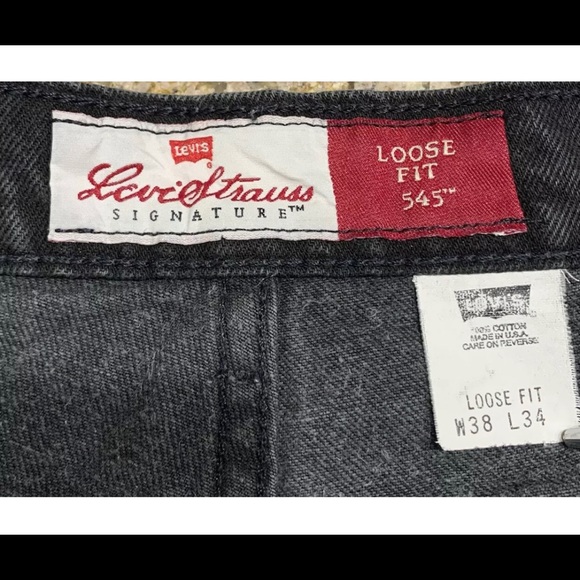 LEVI'S
Levi Strauss
SIGNATURE™
LOOSE
FIT
545™
LEVI'S
100% COTTON
MADE IN U.S.A.
CARE ON REVERSE
LOOSE FIT
W38 L34